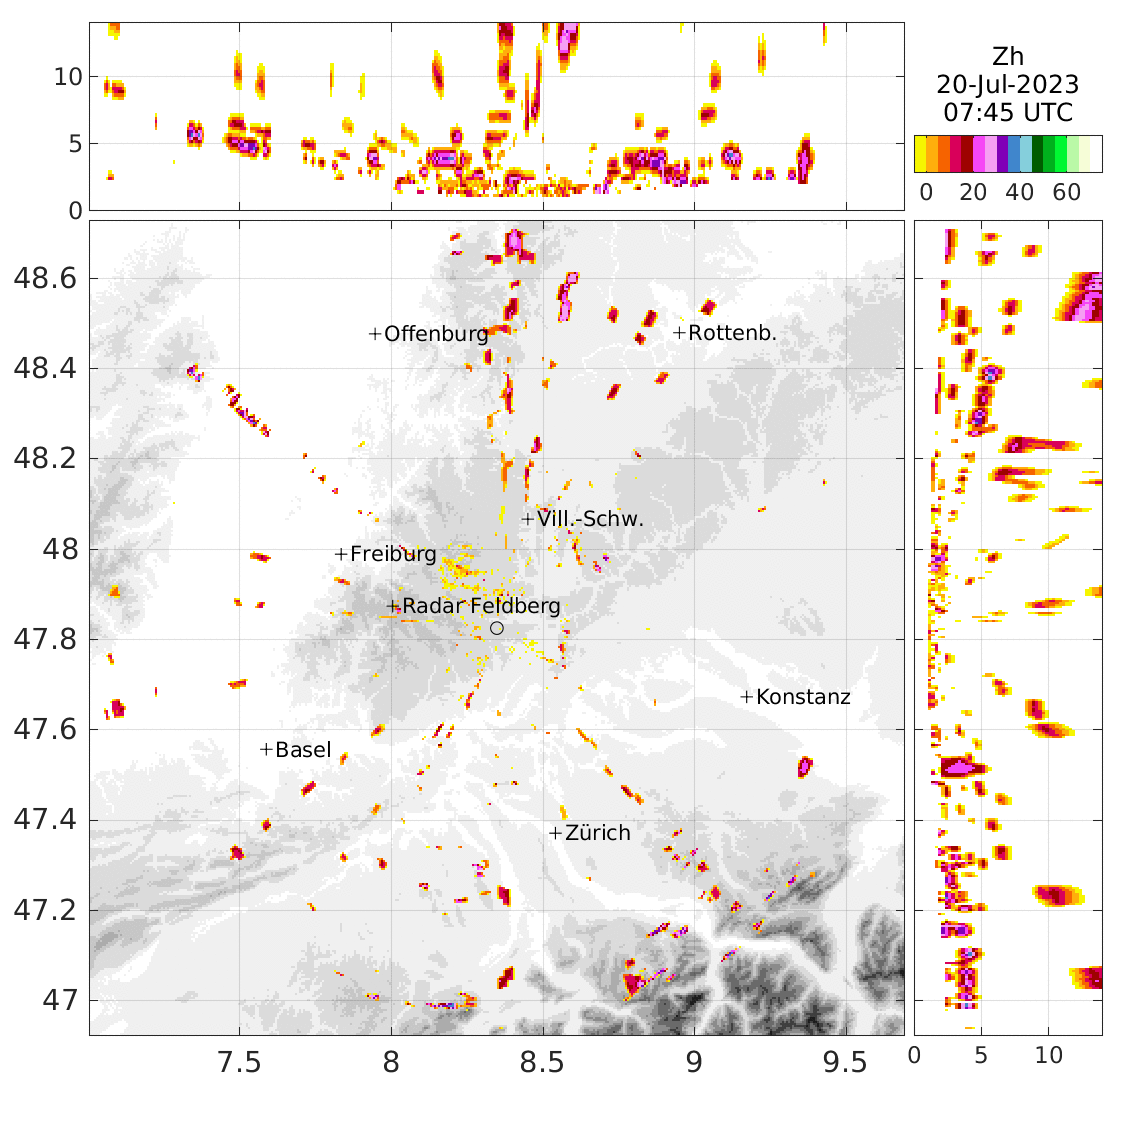 10
5
0
Zh
20-Jul-2023
07:45 UTC
0 20 40 60
48.6
48.4
48.2
48
47.8
47.6
47.4
47.2
47
+Offenburg
+Rottenb.
+Vill.-Schw.
+Freiburg
+Radar Feldberg
+Konstanz
+Basel
+Zürich
7.5 8 8.5 9 9.5
0 5 10